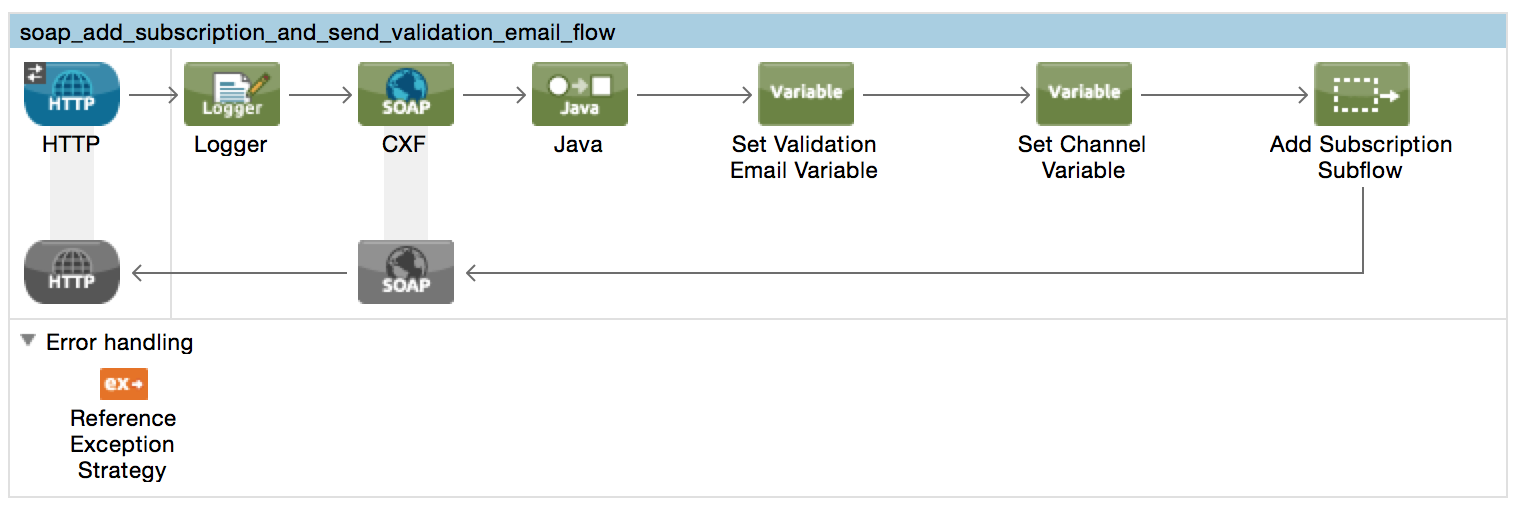 soap_add_subscription_and_send_validation_email_flow
HTTP
Logger
SOAP
Java
Variable
Variable
HTTP
Logger
CXF
Java
Set Validation
Email Variable
Set Channel
Variable
Add Subscription
Subflow
HTTP
SOAP
Error handling
ex
Reference
Exception
Strategy